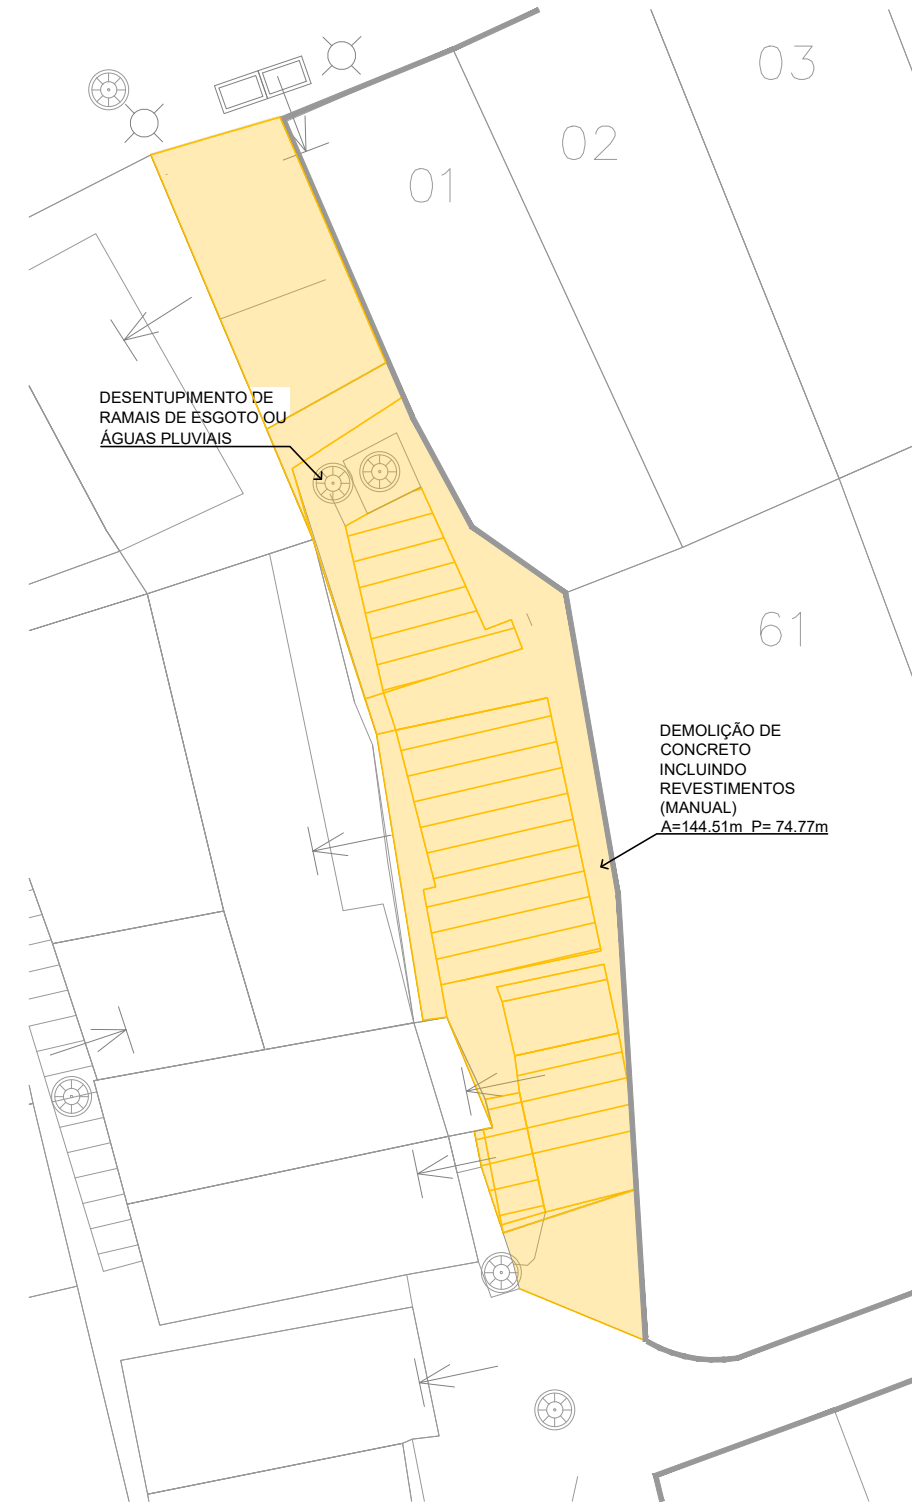 03
02
01
DESENTUPIMENTO DE
RAMAIS DE ESGOTO OU
ÁGUAS PLUVIAIS
61
DEMOLIÇÃO DE
CONCRETO
INCLUINDO
REVESTIMENTOS
(MANUAL)
A=144.51m P= 74.77m